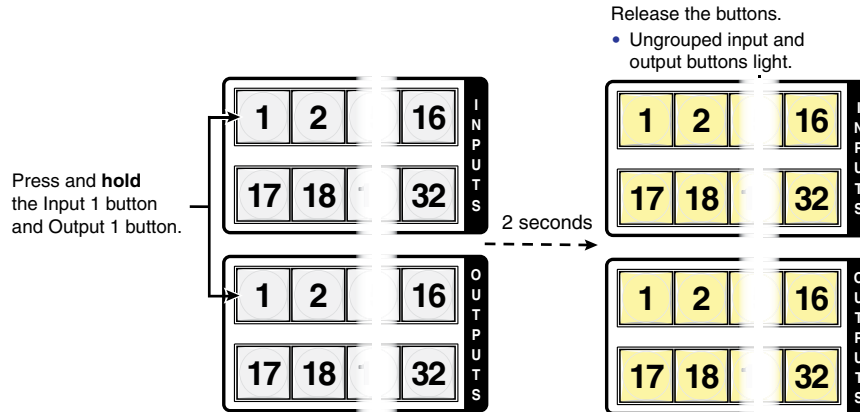 Release the buttons.
• Ungrouped input and
output buttons light.
Press and hold
the Input 1 button
and Output 1 button.
1 2 16
17 18 32
INPUTS
1 2 16
17 18 32
OUTPUTS
2 seconds
1 2 16
17 18 32
INPUTS
1 2 16
17 18 32
OUTPUTS